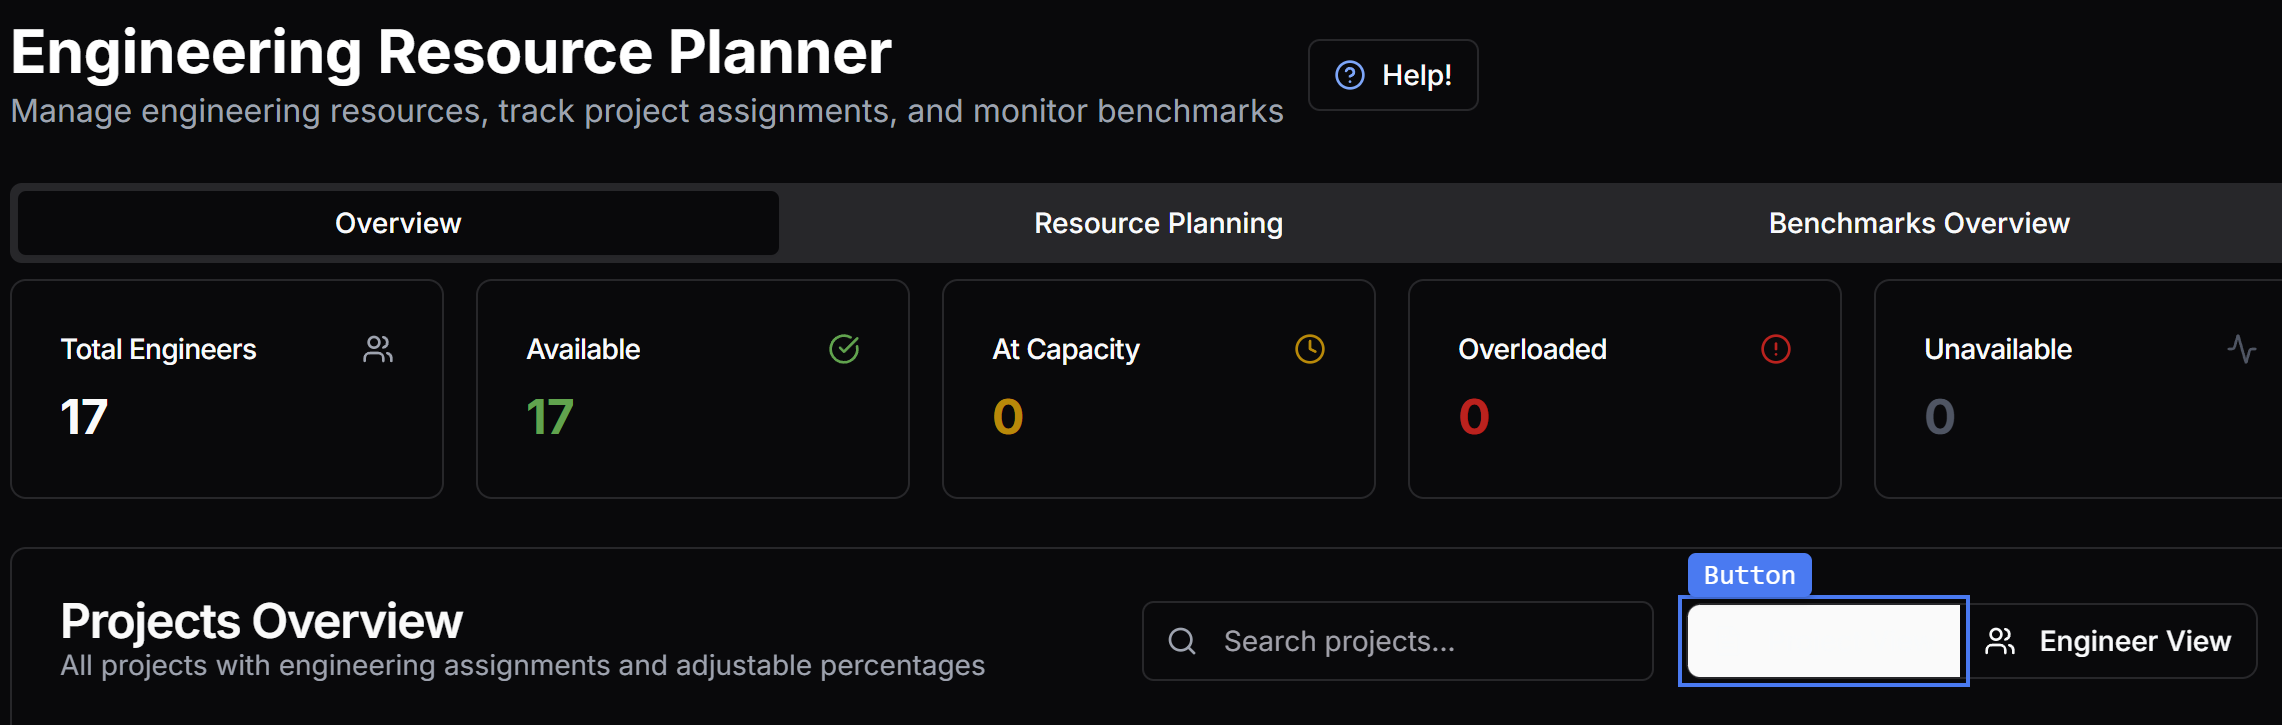 Engineering Resource Planner
Manage engineering resources, track project assignments, and monitor benchmarks
Help!
Overview
Resource Planning
Benchmarks Overview
Total Engineers
17
Available
17
At Capacity
0
Overloaded
0
Unavailable
0
Projects Overview
All projects with engineering assignments and adjustable percentages
Search projects...
Button
Engineer View